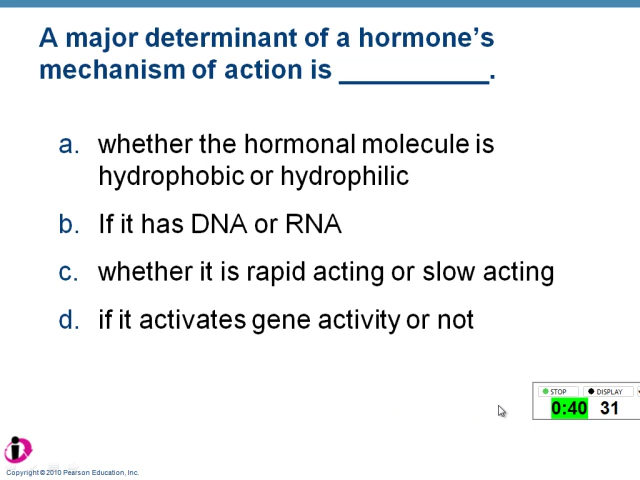 A major determinant of a hormone’s
mechanism of action is __________.
a. whether the hormonal molecule is
hydrophobic or hydrophilic
b. If it has DNA or RNA
c. whether it is rapid acting or slow acting
d. if it activates gene activity or not
STOP DISPLAY
0:40 31
Copyright © 2010 Pearson Education, Inc.